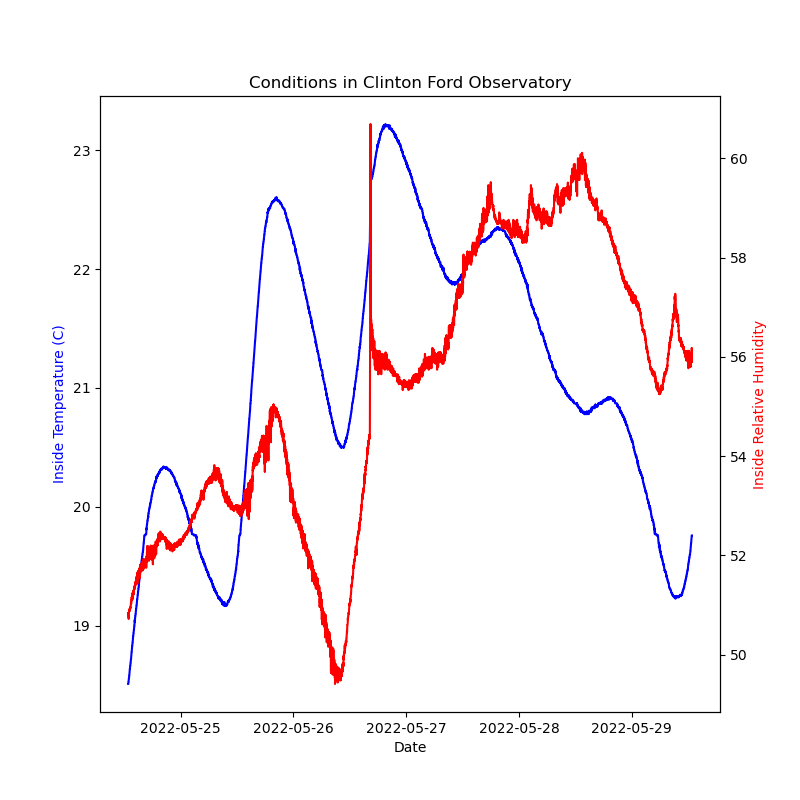 Conditions in Clinton Ford Observatory
Inside Temperature (C)
23
22
21
20
19
60
58
56
54
52
50
Inside Relative Humidity
2022-05-25 2022-05-26 2022-05-27 2022-05-28 2022-05-29
Date